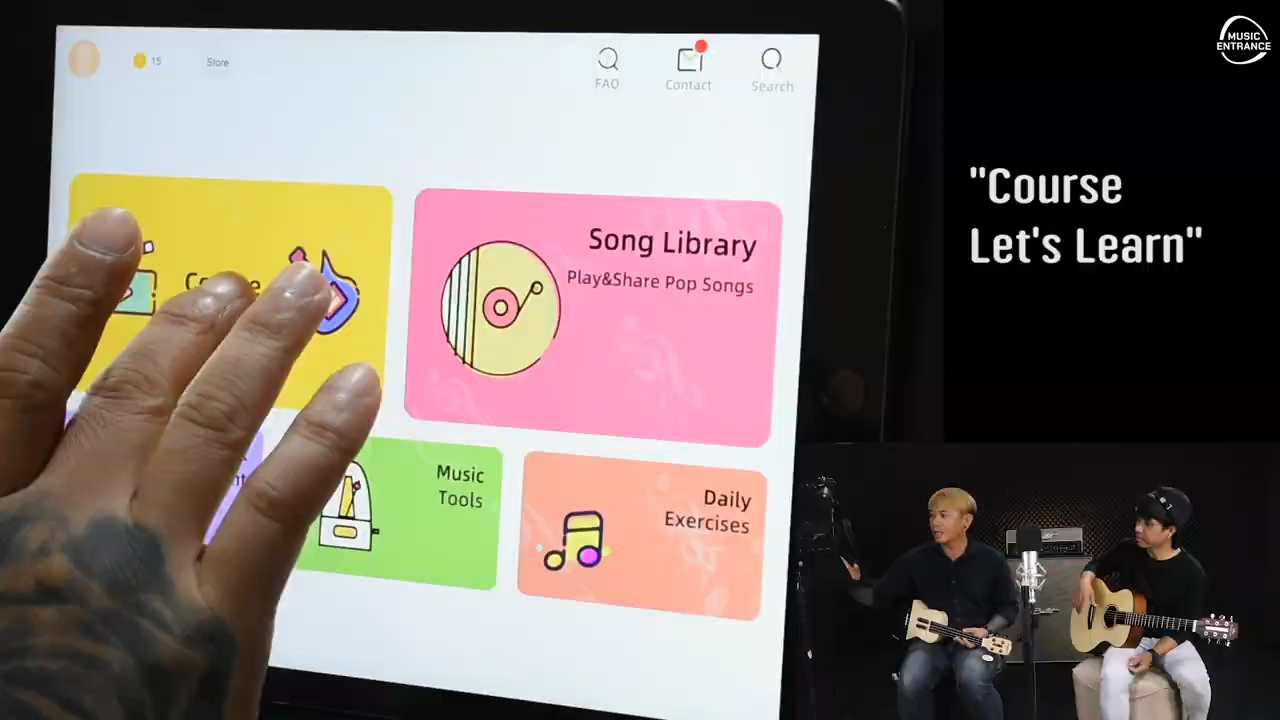 15
Store
FAQ
Contact
Search
Song Library
Play&Share Pop Songs
Music
Tools
Daily
Exercises
MUSIC
ENTRANCE
"Course
Let's Learn"